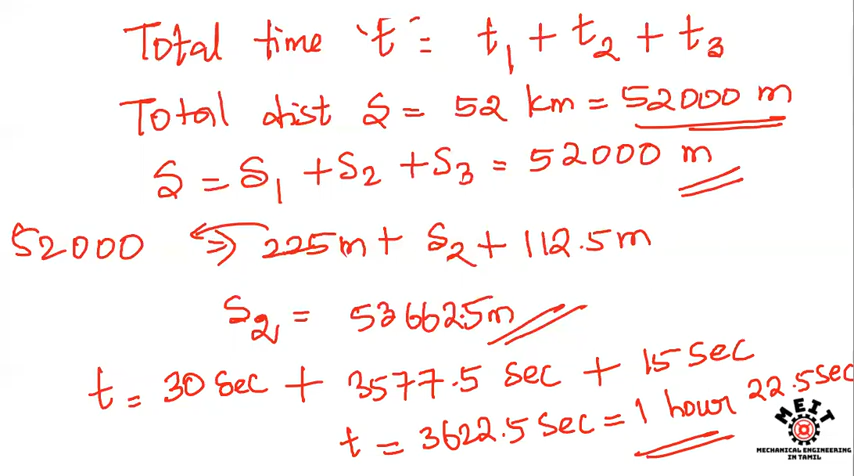 Total time 't' = t₁ + t₂ + t₃
Total dist S = 52 km = 52000 m
S = S₁ + S₂ + S₃ = 52000 m
52000 ⇒ 225m + S₂ + 112.5m
S₂ = 53662.5m
t = 30 sec + 3577.5 sec + 15 sec
t = 3622.5 sec = 1 hour 22.5 sec
MEIT
MECHANICAL ENGINEERING
IN TAMIL